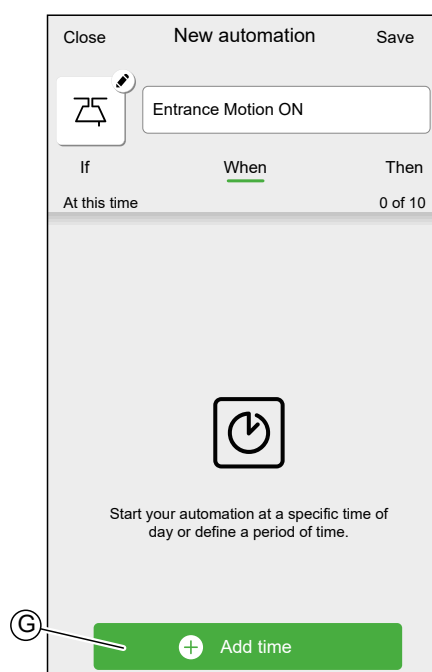 Close New automation Save
Entrance Motion ON
If When Then
At this time 0 of 10
Start your automation at a specific time of
day or define a period of time.
G
Add time